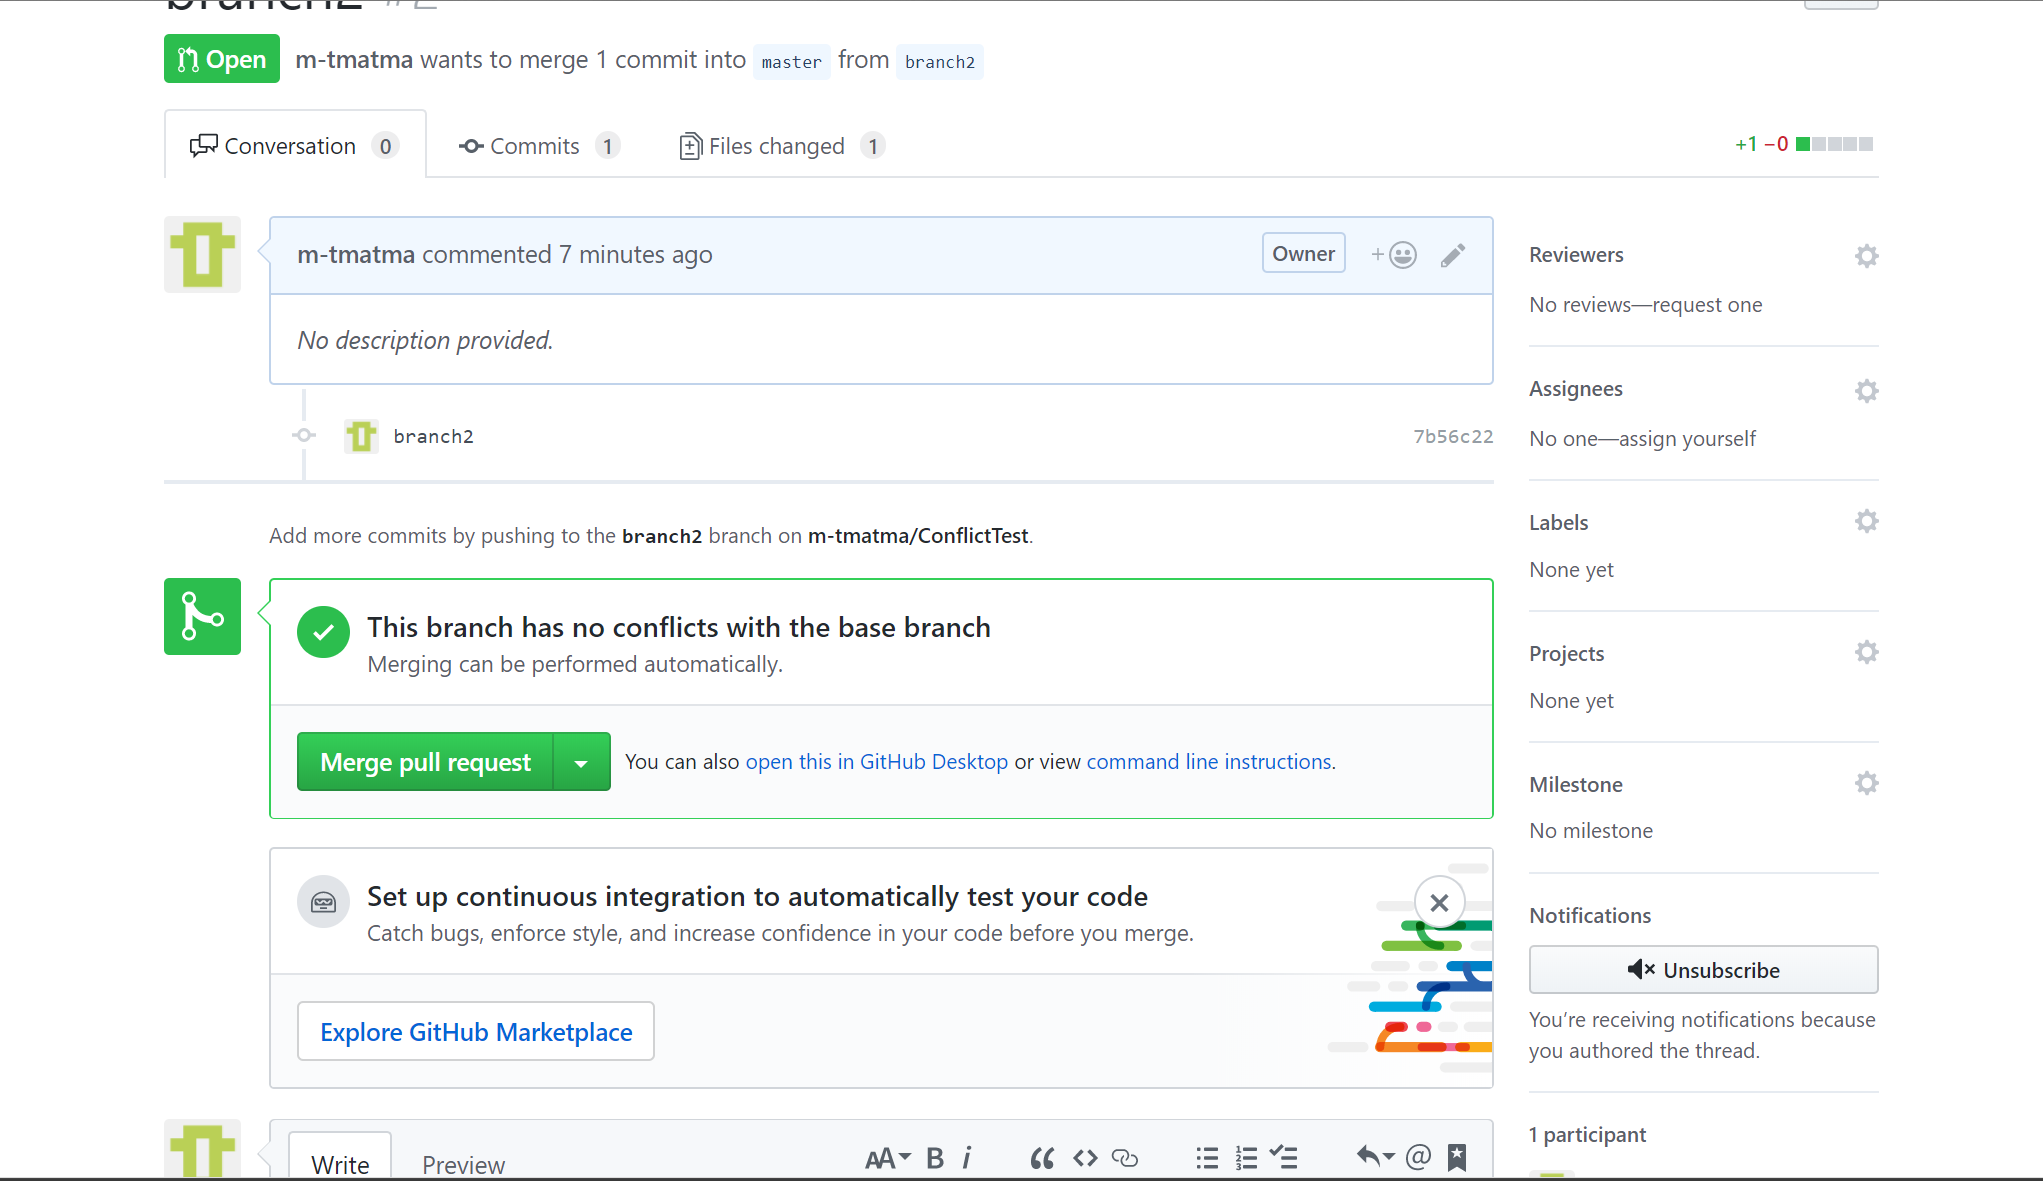 branch2 #2
Open m-tmatma wants to merge 1 commit into master from branch2
Conversation 0 Commits 1 Files changed 1 +1 −0
m-tmatma commented 7 minutes ago Owner +
No description provided.
branch2 7b56c22
Add more commits by pushing to the branch2 branch on m-tmatma/ConflictTest.
This branch has no conflicts with the base branch
Merging can be performed automatically.
Merge pull request You can also open this in GitHub Desktop or view command line instructions.
Set up continuous integration to automatically test your code
Catch bugs, enforce style, and increase confidence in your code before you merge.
Explore GitHub Marketplace
Write Preview AA B i
Reviewers
No reviews—request one
Assignees
No one—assign yourself
Labels
None yet
Projects
None yet
Milestone
No milestone
Notifications
Unsubscribe
You’re receiving notifications because
you authored the thread.
1 participant